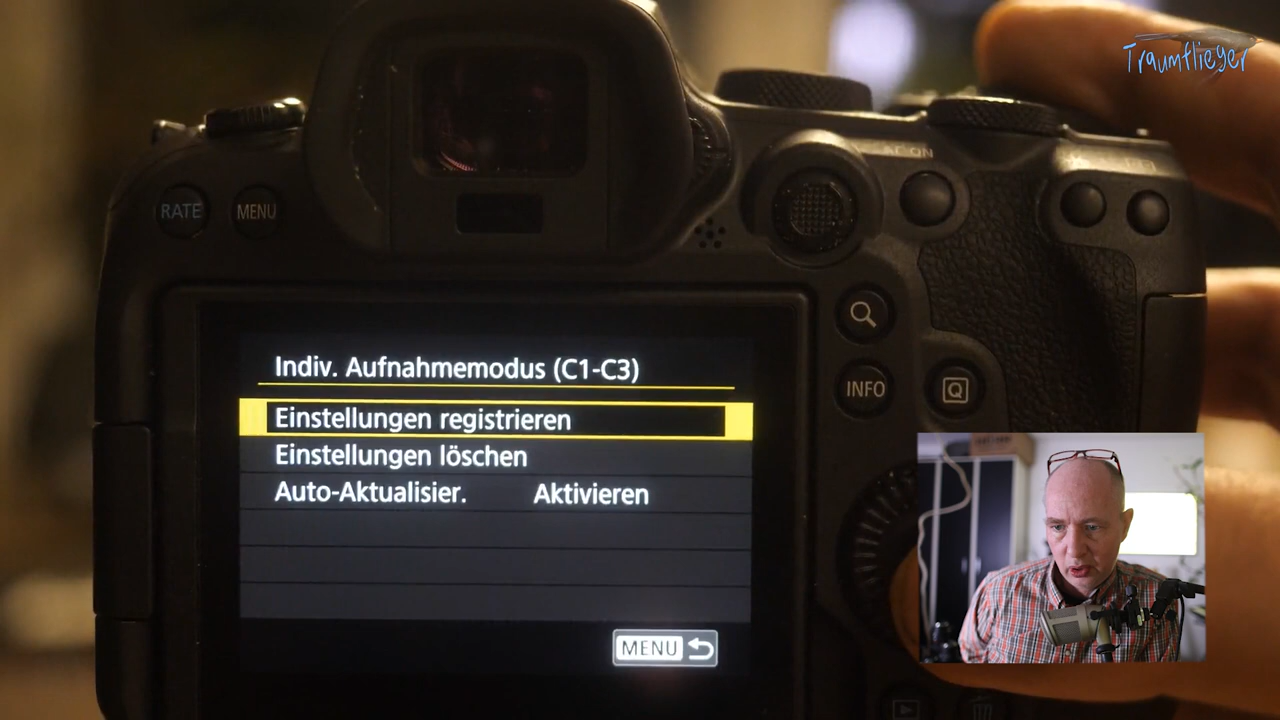 Traumflieger
RATE
MENU
INFO
Q
Indiv. Aufnahmemodus (C1-C3)
Einstellungen registrieren
Einstellungen löschen
Auto-Aktualisier. Aktivieren
MENU